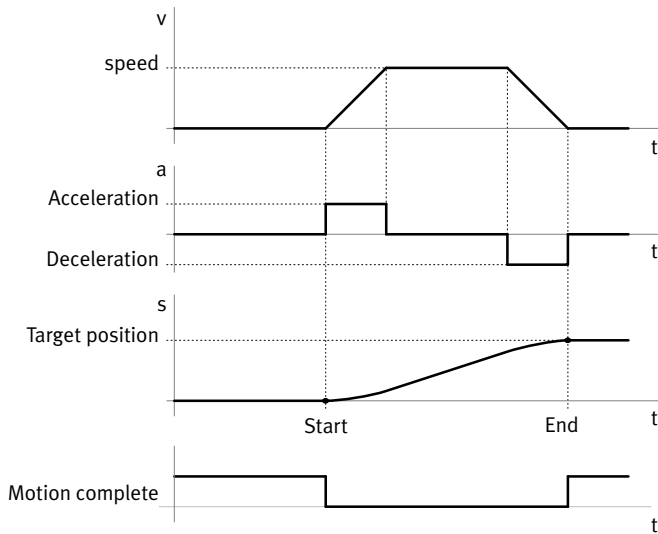 v
speed
t
a
Acceleration
t
Deceleration
s
Target position
Start
End
t
Motion complete
t